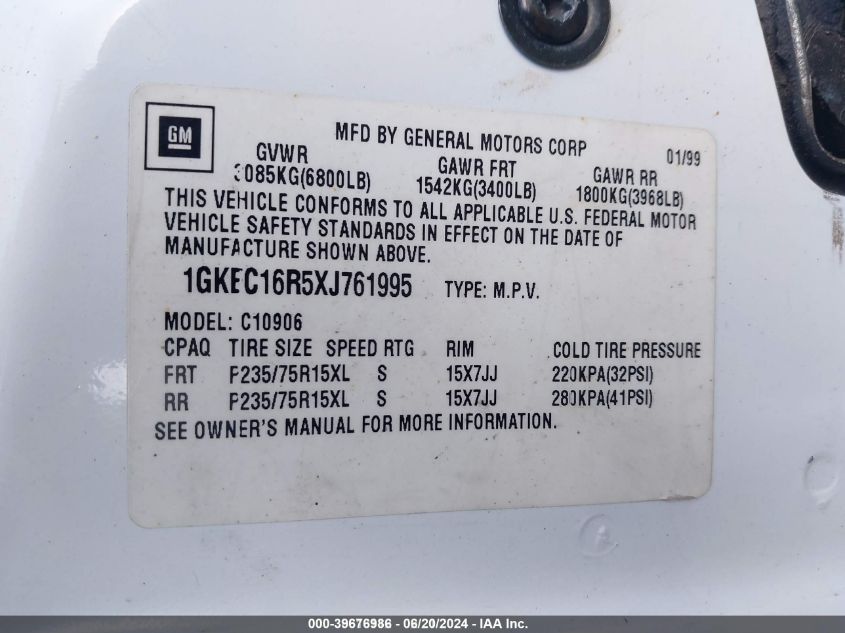 GM
MFD BY GENERAL MOTORS CORP 01/99
GVWR GAWR FRT GAWR RR
3085KG(6800LB) 1542KG(3400LB) 1800KG(3968LB)
THIS VEHICLE CONFORMS TO ALL APPLICABLE U.S. FEDERAL MOTOR
VEHICLE SAFETY STANDARDS IN EFFECT ON THE DATE OF
MANUFACTURE SHOWN ABOVE.
1GKEC16R5XJ761995 TYPE: M.P.V.
MODEL: C10906
CPAQ TIRE SIZE SPEED RTG RIM COLD TIRE PRESSURE
FRT P235/75R15XL S 15X7JJ 220KPA(32PSI)
RR P235/75R15XL S 15X7JJ 280KPA(41PSI)
SEE OWNER'S MANUAL FOR MORE INFORMATION.
000-39676986 - 06/20/2024 - IAA Inc.